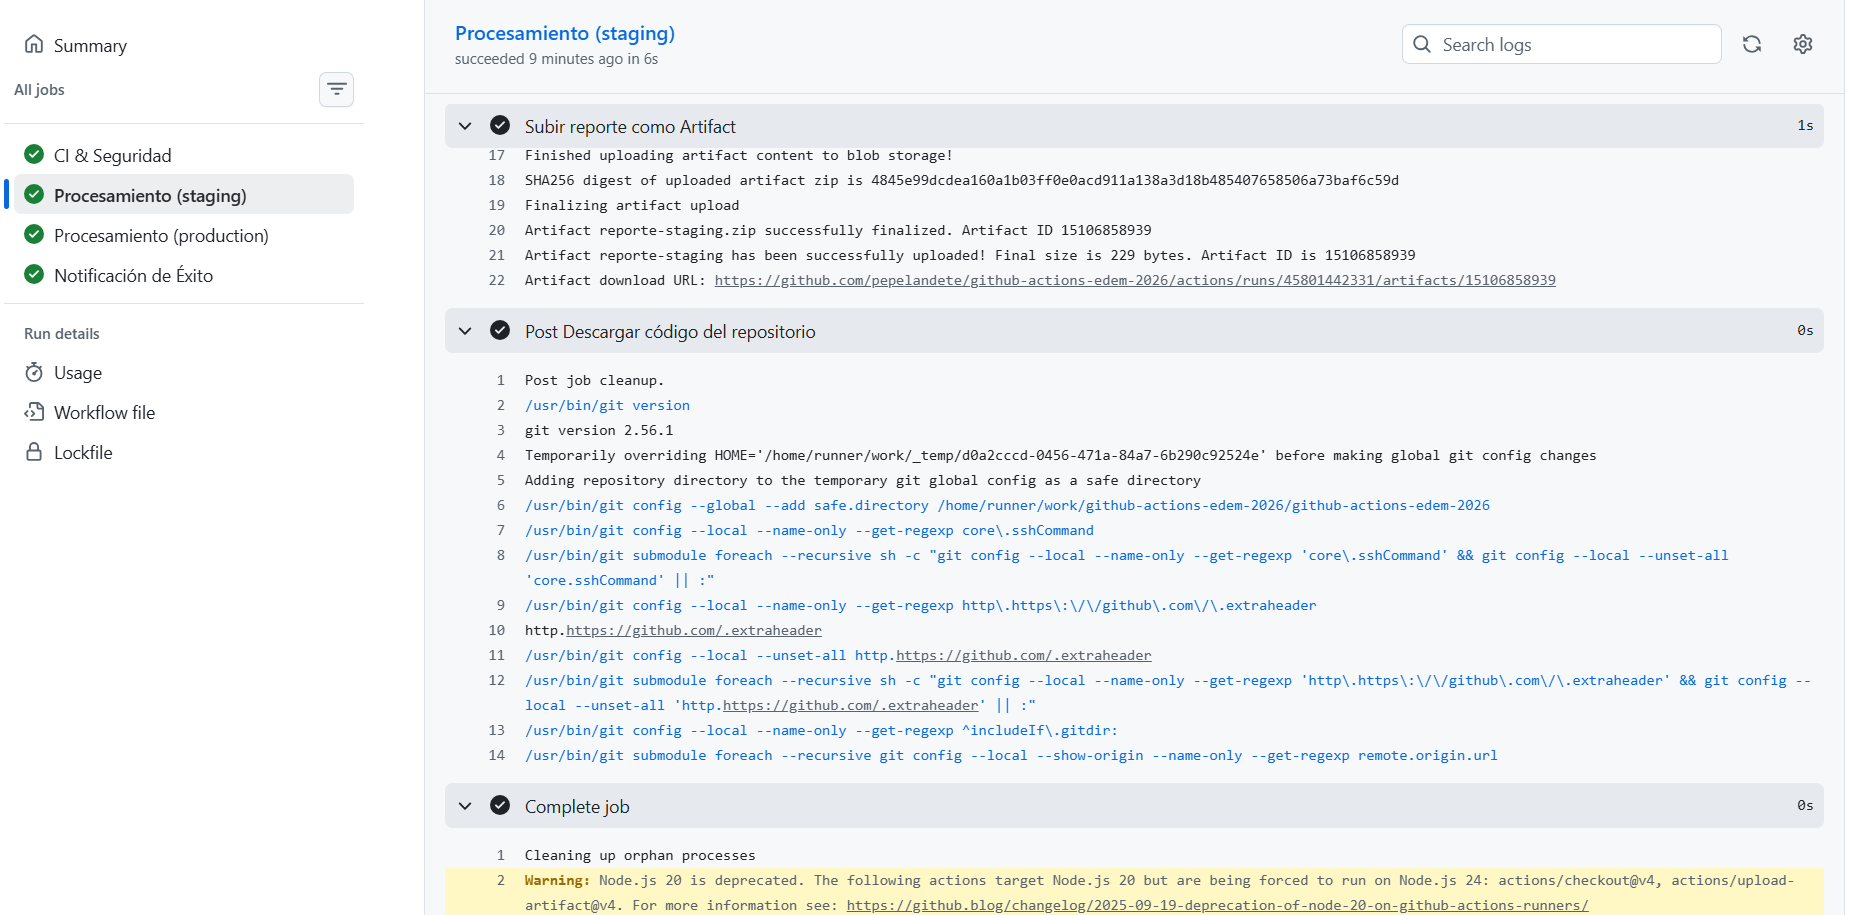 Summary
All jobs
CI & Seguridad
Procesamiento (staging)
Procesamiento (production)
Notificación de Éxito
Run details
Usage
Workflow file
Lockfile
Procesamiento (staging)
succeeded 9 minutes ago in 6s
Search logs
Subir reporte como Artifact 1s
17 Finished uploading artifact content to blob storage!
18 SHA256 digest of uploaded artifact zip is 4845e99dcdea160a1b03ff0e0acd911a138a3d18b485407658506a73baf6c59d
19 Finalizing artifact upload
20 Artifact reporte-staging.zip successfully finalized. Artifact ID 15106858939
21 Artifact reporte-staging has been successfully uploaded! Final size is 229 bytes. Artifact ID is 15106858939
22 Artifact download URL: https://github.com/pepelandete/github-actions-edem-2026/actions/runs/45801442331/artifacts/15106858939
Post Descargar código del repositorio 0s
1 Post job cleanup.
2 /usr/bin/git version
3 git version 2.56.1
4 Temporarily overriding HOME='/home/runner/work/_temp/d0a2cccd-0456-471a-84a7-6b290c92524e' before making global git config changes
5 Adding repository directory to the temporary git global config as a safe directory
6 /usr/bin/git config --global --add safe.directory /home/runner/work/github-actions-edem-2026/github-actions-edem-2026
7 /usr/bin/git config --local --name-only --get-regexp core\.sshCommand
8 /usr/bin/git submodule foreach --recursive sh -c "git config --local --name-only --get-regexp 'core\.sshCommand' && git config --local --unset-all
'core.sshCommand' || :"
9 /usr/bin/git config --local --name-only --get-regexp http\.https\:\/\/github\.com\/\.extraheader
10 http.https://github.com/.extraheader
11 /usr/bin/git config --local --unset-all http.https://github.com/.extraheader
12 /usr/bin/git submodule foreach --recursive sh -c "git config --local --name-only --get-regexp 'http\.https\:\/\/github\.com\/\.extraheader' && git config --
local --unset-all 'http.https://github.com/.extraheader' || :"
13 /usr/bin/git config --local --name-only --get-regexp ^includeIf\.gitdir:
14 /usr/bin/git submodule foreach --recursive git config --local --show-origin --name-only --get-regexp remote.origin.url
Complete job 0s
1 Cleaning up orphan processes
2 Warning: Node.js 20 is deprecated. The following actions target Node.js 20 but are being forced to run on Node.js 24: actions/checkout@v4, actions/upload-
artifact@v4. For more information see: https://github.blog/changelog/2025-09-19-deprecation-of-node-20-on-github-actions-runners/